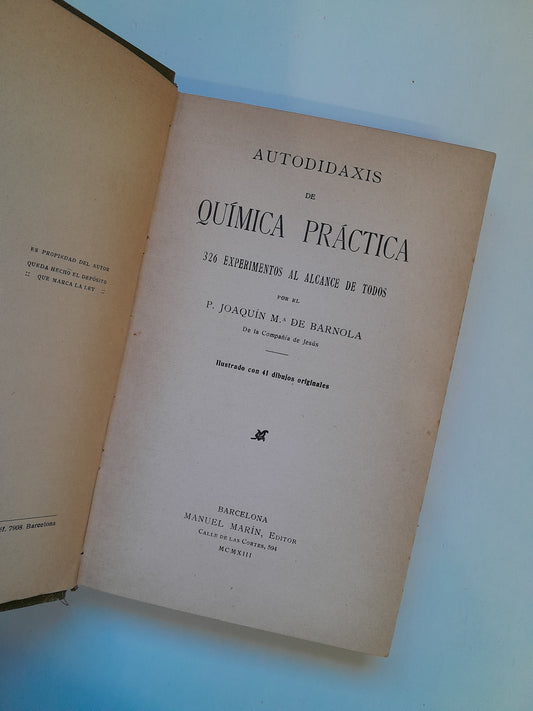 ES PROPIEDAD DEL AUTOR
QUEDA HECHO EL DEPÓSITO
:: QUE MARCA LA LEY ::
7908. Barcelona
AUTODIDAXIS
DE
QUÍMICA PRÁCTICA
326 EXPERIMENTOS AL ALCANCE DE TODOS
POR EL
P. JOAQUÍN M.ª DE BARNOLA
De la Compañía de Jesús
Ilustrado con 41 dibujos originales
BARCELONA
MANUEL MARÍN, EDITOR
CALLE DE LAS CORTES, 594
MCMXIII